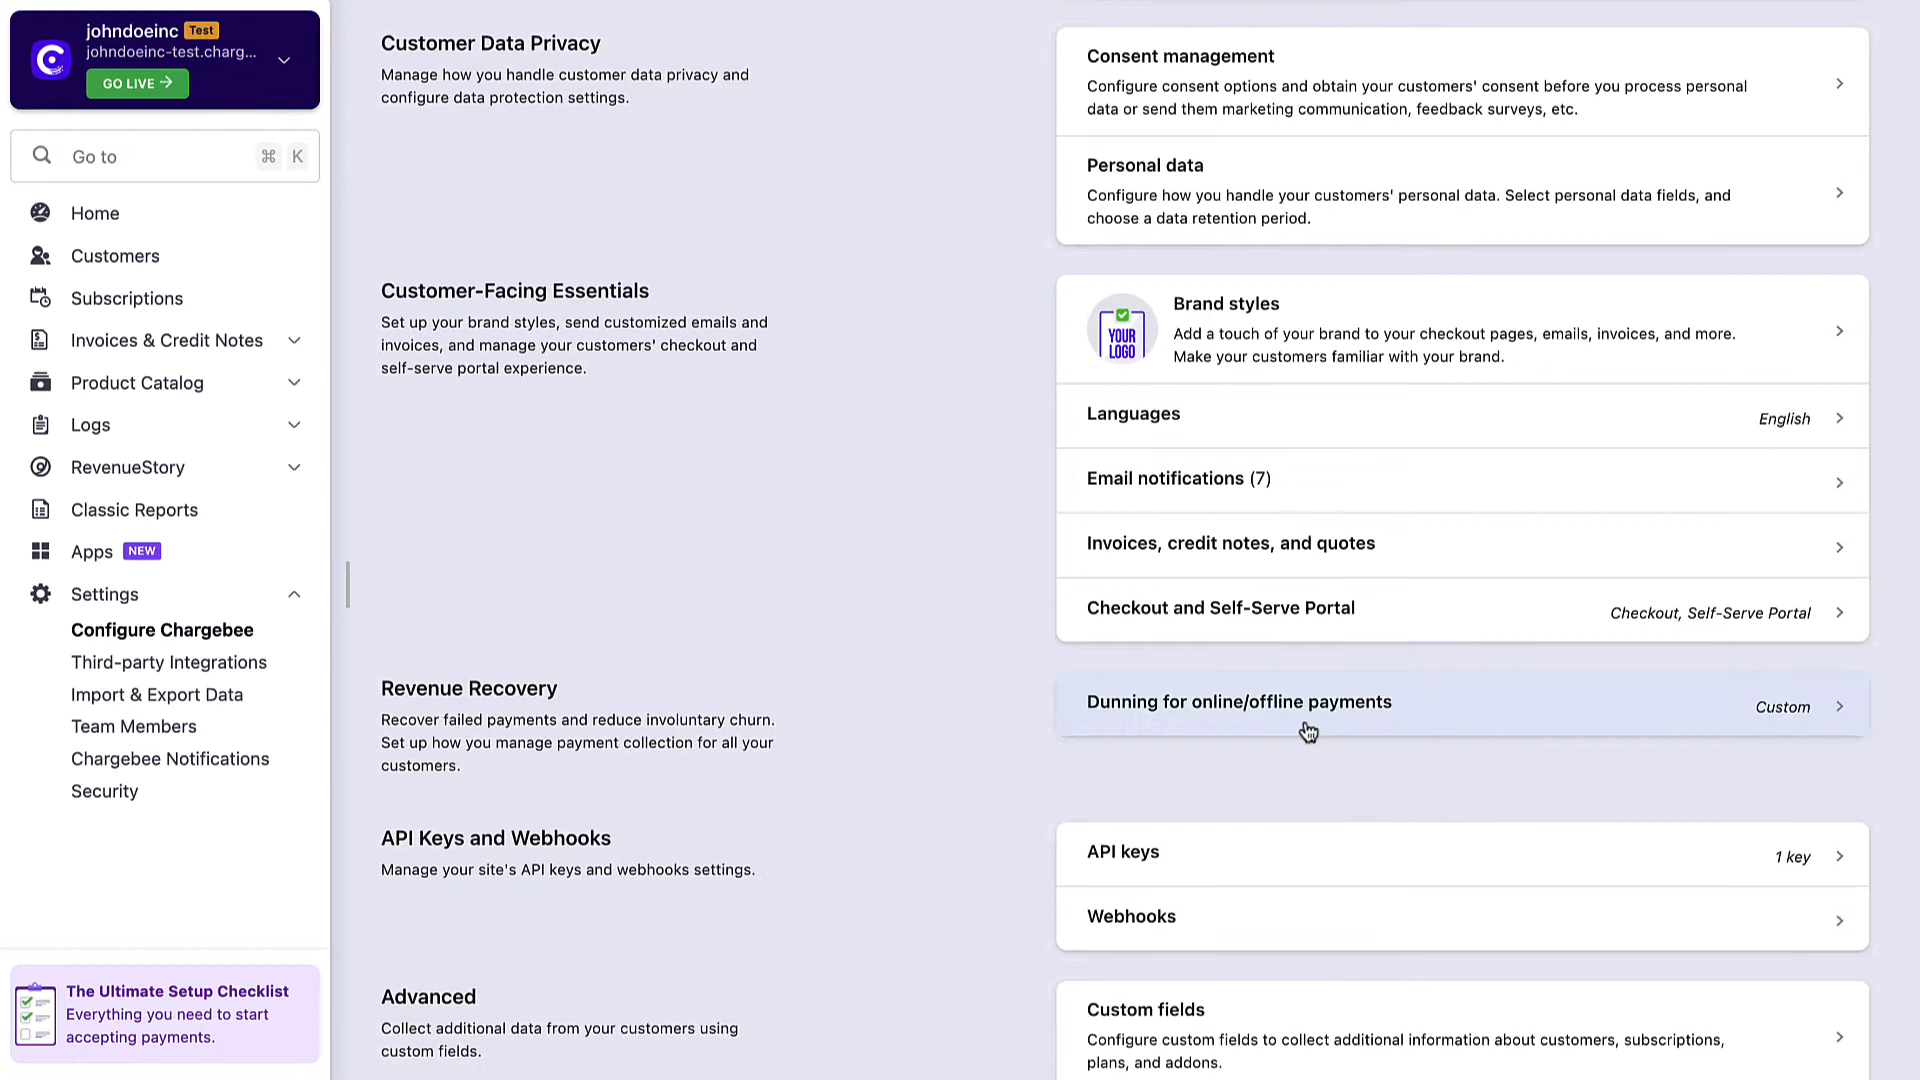 johndoeinc Test
johndoeinc-test.charg...
GO LIVE →
Go to ⌘ K
Home
Customers
Subscriptions
Invoices & Credit Notes
Product Catalog
Logs
RevenueStory
Classic Reports
Apps NEW
Settings
Configure Chargebee
Third-party Integrations
Import & Export Data
Team Members
Chargebee Notifications
Security
The Ultimate Setup Checklist
Everything you need to start
accepting payments.
Customer Data Privacy
Manage how you handle customer data privacy and
configure data protection settings.
Consent management
Configure consent options and obtain your customers' consent before you process personal
data or send them marketing communication, feedback surveys, etc.
Personal data
Configure how you handle your customers' personal data. Select personal data fields, and
choose a data retention period.
Customer-Facing Essentials
Set up your brand styles, send customized emails and
invoices, and manage your customers' checkout and
self-serve portal experience.
YOUR
LOGO
Brand styles
Add a touch of your brand to your checkout pages, emails, invoices, and more.
Make your customers familiar with your brand.
Languages English
Email notifications (7)
Invoices, credit notes, and quotes
Checkout and Self-Serve Portal Checkout, Self-Serve Portal
Revenue Recovery
Recover failed payments and reduce involuntary churn.
Set up how you manage payment collection for all your
customers.
Dunning for online/offline payments Custom
API Keys and Webhooks
Manage your site's API keys and webhooks settings.
API keys 1 key
Webhooks
Advanced
Collect additional data from your customers using
custom fields.
Custom fields
Configure custom fields to collect additional information about customers, subscriptions,
plans, and addons.